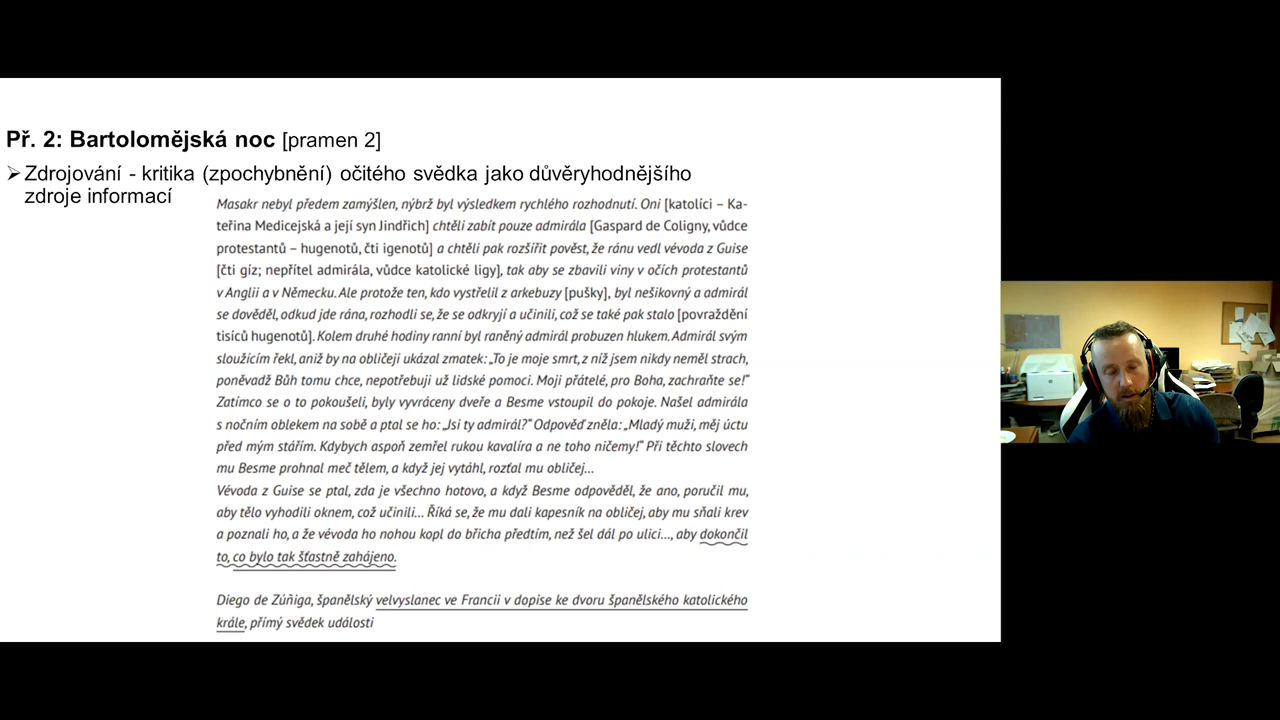 Př. 2: Bartolomějská noc [pramen 2]
➢ Zdrojování - kritika (zpochybnění) očitého svědka jako důvěryhodnějšího
zdroje informací
Masakr nebyl předem zamýšlen, nýbrž byl výsledkem rychlého rozhodnutí. Oni [katolíci – Ka-
teřina Medicejská a její syn Jindřich] chtěli zabít pouze admirála [Gaspard de Coligny, vůdce
protestantů – hugenotů, čti igenotů] a chtěli pak rozšířit pověst, že ránu vedl vévoda z Guise
[čti gíz; nepřítel admirála, vůdce katolické ligy], tak aby se zbavili viny v očích protestantů
v Anglii a v Německu. Ale protože ten, kdo vystřelil z arkebuzy [pušky], byl nešikovný a admirál
se dověděl, odkud jde rána, rozhodli se, že se odkryjí a učinili, což se také pak stalo [povraždění
tisíců hugenotů]. Kolem druhé hodiny ranní byl raněný admirál probuzen hlukem. Admirál svým
sloužícím řekl, aniž by na obličeji ukázal zmatek: „To je moje smrt, z níž jsem nikdy neměl strach,
poněvadž Bůh tomu chce, nepotřebuji už lidské pomoci. Moji přátelé, pro Boha, zachraňte se!“
Zatímco se o to pokoušeli, byly vyvráceny dveře a Besme vstoupil do pokoje. Našel admirála
s nočním oblekem na sobě a ptal se ho: „Jsi ty admirál?“ Odpověď zněla: „Mladý muži, měj úctu
před mým stářím. Kdybych aspoň zemřel rukou kavalíra a ne toho ničemy!“ Při těchto slovech
mu Besme prohnal meč tělem, a když jej vytáhl, rozťal mu obličej...
Vévoda z Guise se ptal, zda je všechno hotovo, a když Besme odpověděl, že ano, poručil mu,
aby tělo vyhodili oknem, což učinili... Říká se, že mu dali kapesník na obličej, aby mu sňali krev
a poznali ho, a že vévoda ho nohou kopl do břicha předtím, než šel dál po ulici..., aby dokončil
to, co bylo tak šťastně zahájeno.
Diego de Zúñiga, španělský velvyslanec ve Francii v dopise ke dvoru španělského katolického
krále, přímý svědek události